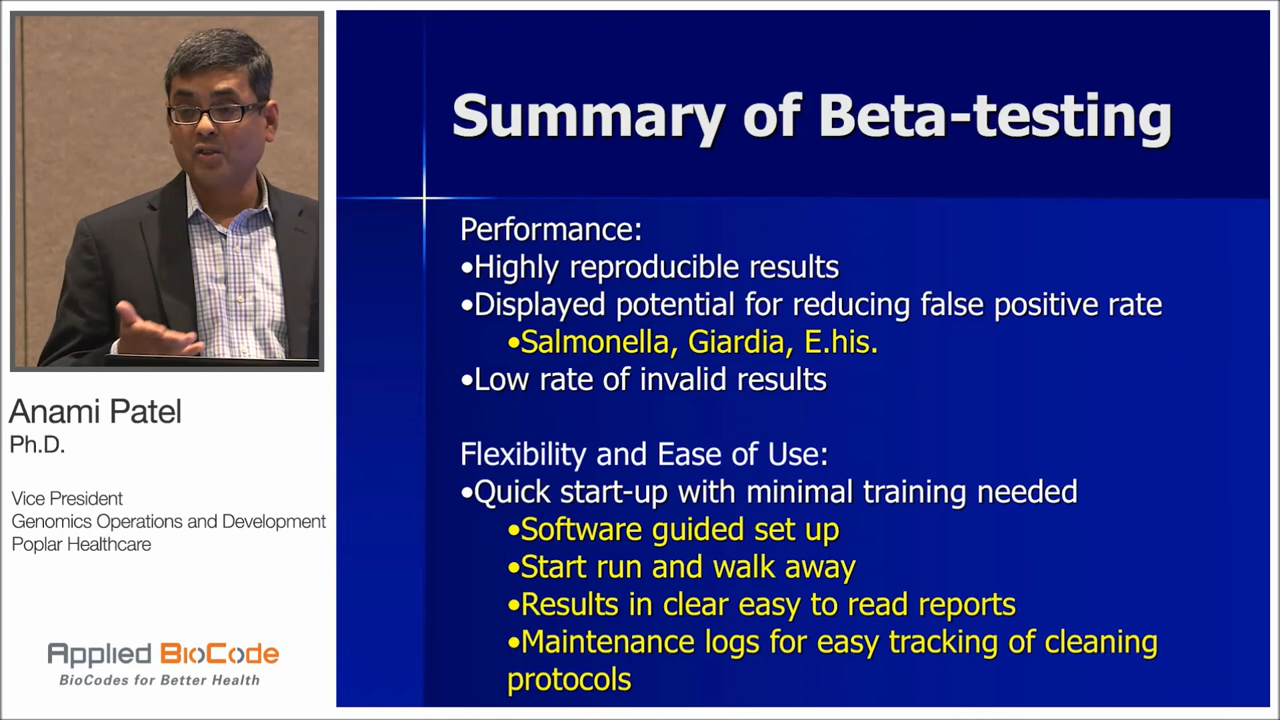 Summary of Beta-testing
Performance:
•Highly reproducible results
•Displayed potential for reducing false positive rate
•Salmonella, Giardia, E.his.
•Low rate of invalid results
Flexibility and Ease of Use:
•Quick start-up with minimal training needed
•Software guided set up
•Start run and walk away
•Results in clear easy to read reports
•Maintenance logs for easy tracking of cleaning
protocols
Anami Patel
Ph.D.
Vice President
Genomics Operations and Development
Poplar Healthcare
Applied BioCode
BioCodes for Better Health